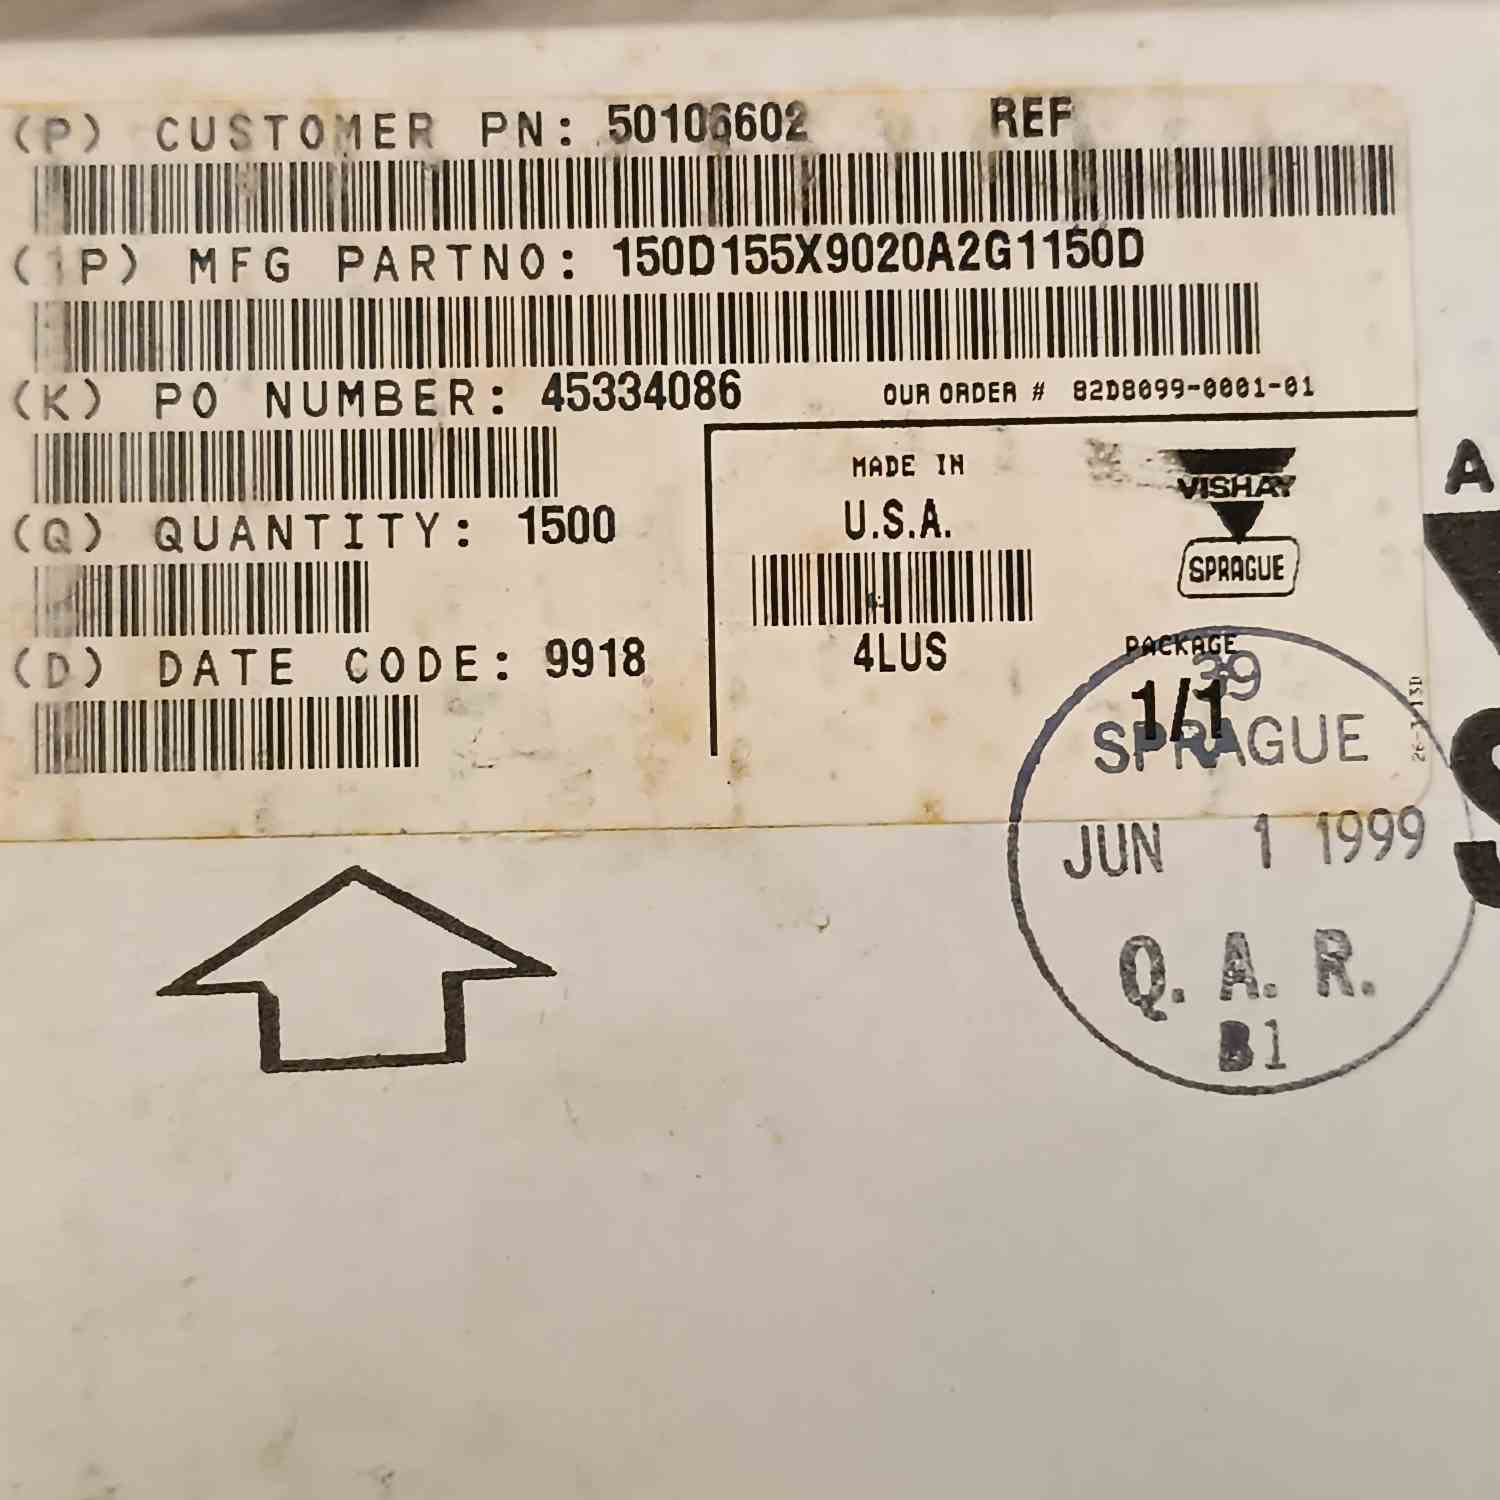 (P) CUSTOMER PN: 50106602 REF
(1P) MFG PARTNO: 150D155X9020A2G1150D
(K) PO NUMBER: 45334086 OUR ORDER # 82D8099-0001-01
MADE IN
U.S.A.
VISHAY
SPRAGUE
(Q) QUANTITY: 1500
4LUS
(D) DATE CODE: 9918
PACKAGE
1/1
39
SPRAGUE
JUN 1 1999
Q. A. R.
B1
A